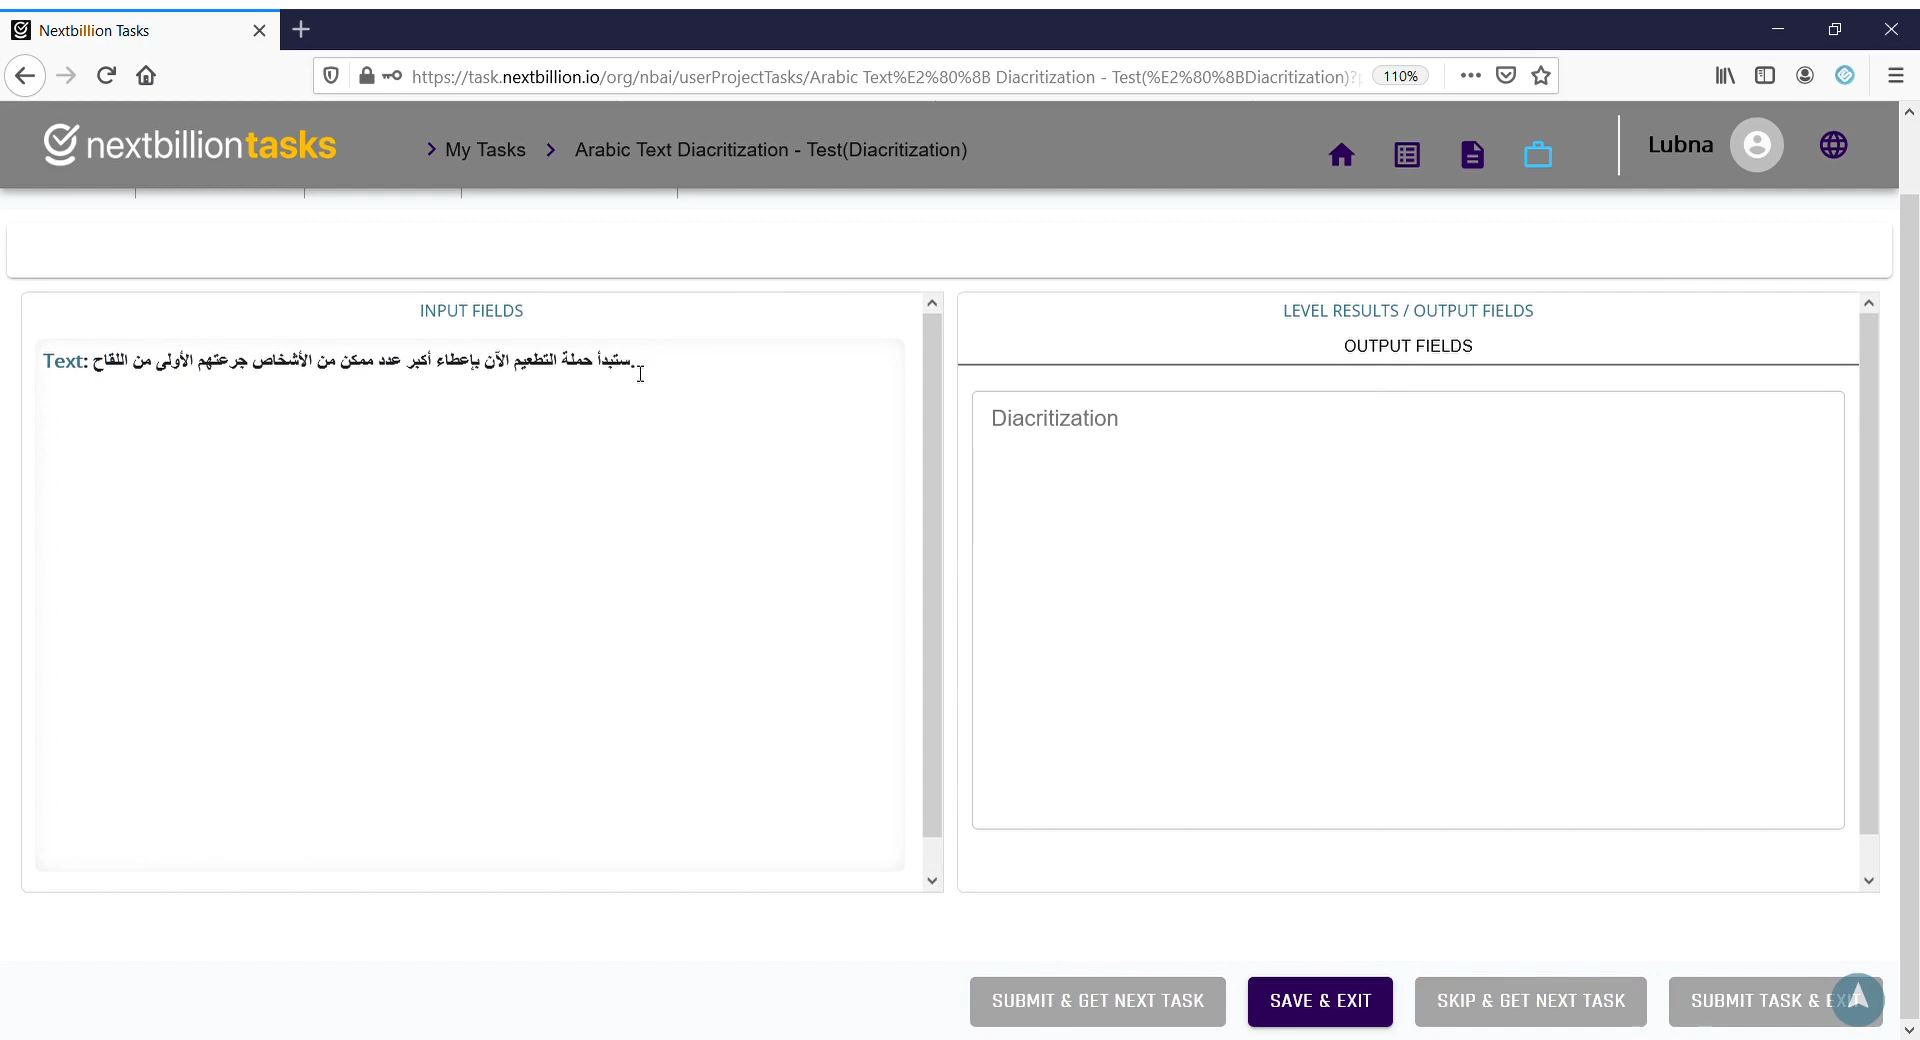 Nextbillion Tasks
https://task.nextbillion.io/org/nbai/userProjectTasks/Arabic Text%E2%80%8B Diacritization - Test(%E2%80%8BDiacritization)?
110%
nextbilliontasks
My Tasks
Arabic Text Diacritization - Test(Diacritization)
Lubna
INPUT FIELDS
Text: ستبدأ حملة التطعيم الآن بإعطاء أكبر عدد ممكن من الأشخاص جرعتهم الأولى من اللقاح..
LEVEL RESULTS / OUTPUT FIELDS
OUTPUT FIELDS
Diacritization
SUBMIT & GET NEXT TASK
SAVE & EXIT
SKIP & GET NEXT TASK
SUBMIT TASK & EXIT